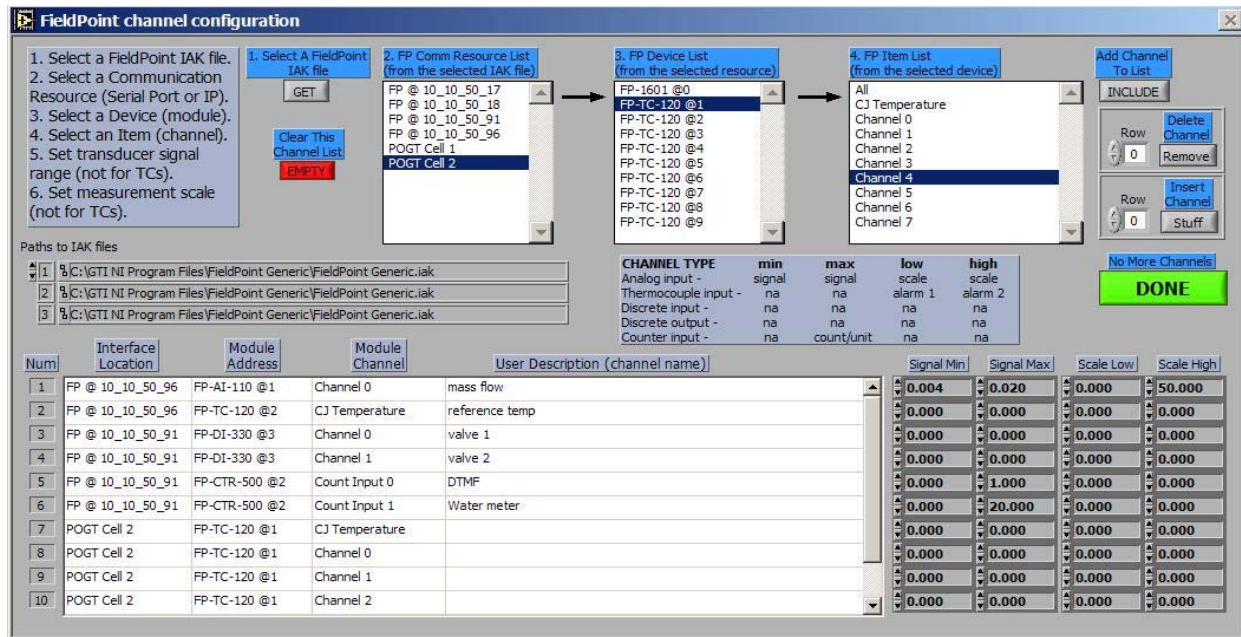 FieldPoint channel configuration
1. Select a FieldPoint IAK file.
2. Select a Communication
Resource (Serial Port or IP).
3. Select a Device (module).
4. Select an Item (channel).
5. Set transducer signal
range (not for TCs).
6. Set measurement scale
(not for TCs).
1. Select A FieldPoint
IAK file
GET
Clear This
Channel List
EMPTY
2. FP Comm Resource List
(from the selected IAK file)
FP @ 10_10_50_17
FP @ 10_10_50_18
FP @ 10_10_50_91
FP @ 10_10_50_96
POGT Cell 1
POGT Cell 2
3. FP Device List
(from the selected resource)
FP-1601 @0
FP-TC-120 @1
FP-TC-120 @2
FP-TC-120 @3
FP-TC-120 @4
FP-TC-120 @5
FP-TC-120 @6
FP-TC-120 @7
FP-TC-120 @8
FP-TC-120 @9
4. FP Item List
(from the selected device)
All
CJ Temperature
Channel 0
Channel 1
Channel 2
Channel 3
Channel 4
Channel 5
Channel 6
Channel 7
Add Channel
To List
INCLUDE
Delete
Row Channel
0 Remove
Insert
Row Channel
0 Stuff
No More Channels
DONE
Paths to IAK files
1 C:\GTI NI Program Files\FieldPoint Generic\FieldPoint Generic.iak
2 C:\GTI NI Program Files\FieldPoint Generic\FieldPoint Generic.iak
3 C:\GTI NI Program Files\FieldPoint Generic\FieldPoint Generic.iak
CHANNEL TYPE min max low high
Analog input - signal signal scale scale
Thermocouple input - na na alarm 1 alarm 2
Discrete input - na na na na
Discrete output - na na na na
Counter input - na count/unit na na
Num Interface Location Module Address Module Channel User Description (channel name) Signal Min Signal Max Scale Low Scale High
1 FP @ 10_10_50_96 FP-AI-110 @1 Channel 0 mass flow 0.004 0.020 0.000 50.000
2 FP @ 10_10_50_96 FP-TC-120 @2 CJ Temperature reference temp 0.000 0.000 0.000 0.000
3 FP @ 10_10_50_91 FP-DI-330 @3 Channel 0 valve 1 0.000 0.000 0.000 0.000
4 FP @ 10_10_50_91 FP-DI-330 @3 Channel 1 valve 2 0.000 0.000 0.000 0.000
5 FP @ 10_10_50_91 FP-CTR-500 @2 Count Input 0 DTMF 0.000 1.000 0.000 0.000
6 FP @ 10_10_50_91 FP-CTR-500 @2 Count Input 1 Water meter 0.000 20.000 0.000 0.000
7 POGT Cell 2 FP-TC-120 @1 CJ Temperature 0.000 0.000 0.000 0.000
8 POGT Cell 2 FP-TC-120 @1 Channel 0 0.000 0.000 0.000 0.000
9 POGT Cell 2 FP-TC-120 @1 Channel 1 0.000 0.000 0.000 0.000
10 POGT Cell 2 FP-TC-120 @1 Channel 2 0.000 0.000 0.000 0.000